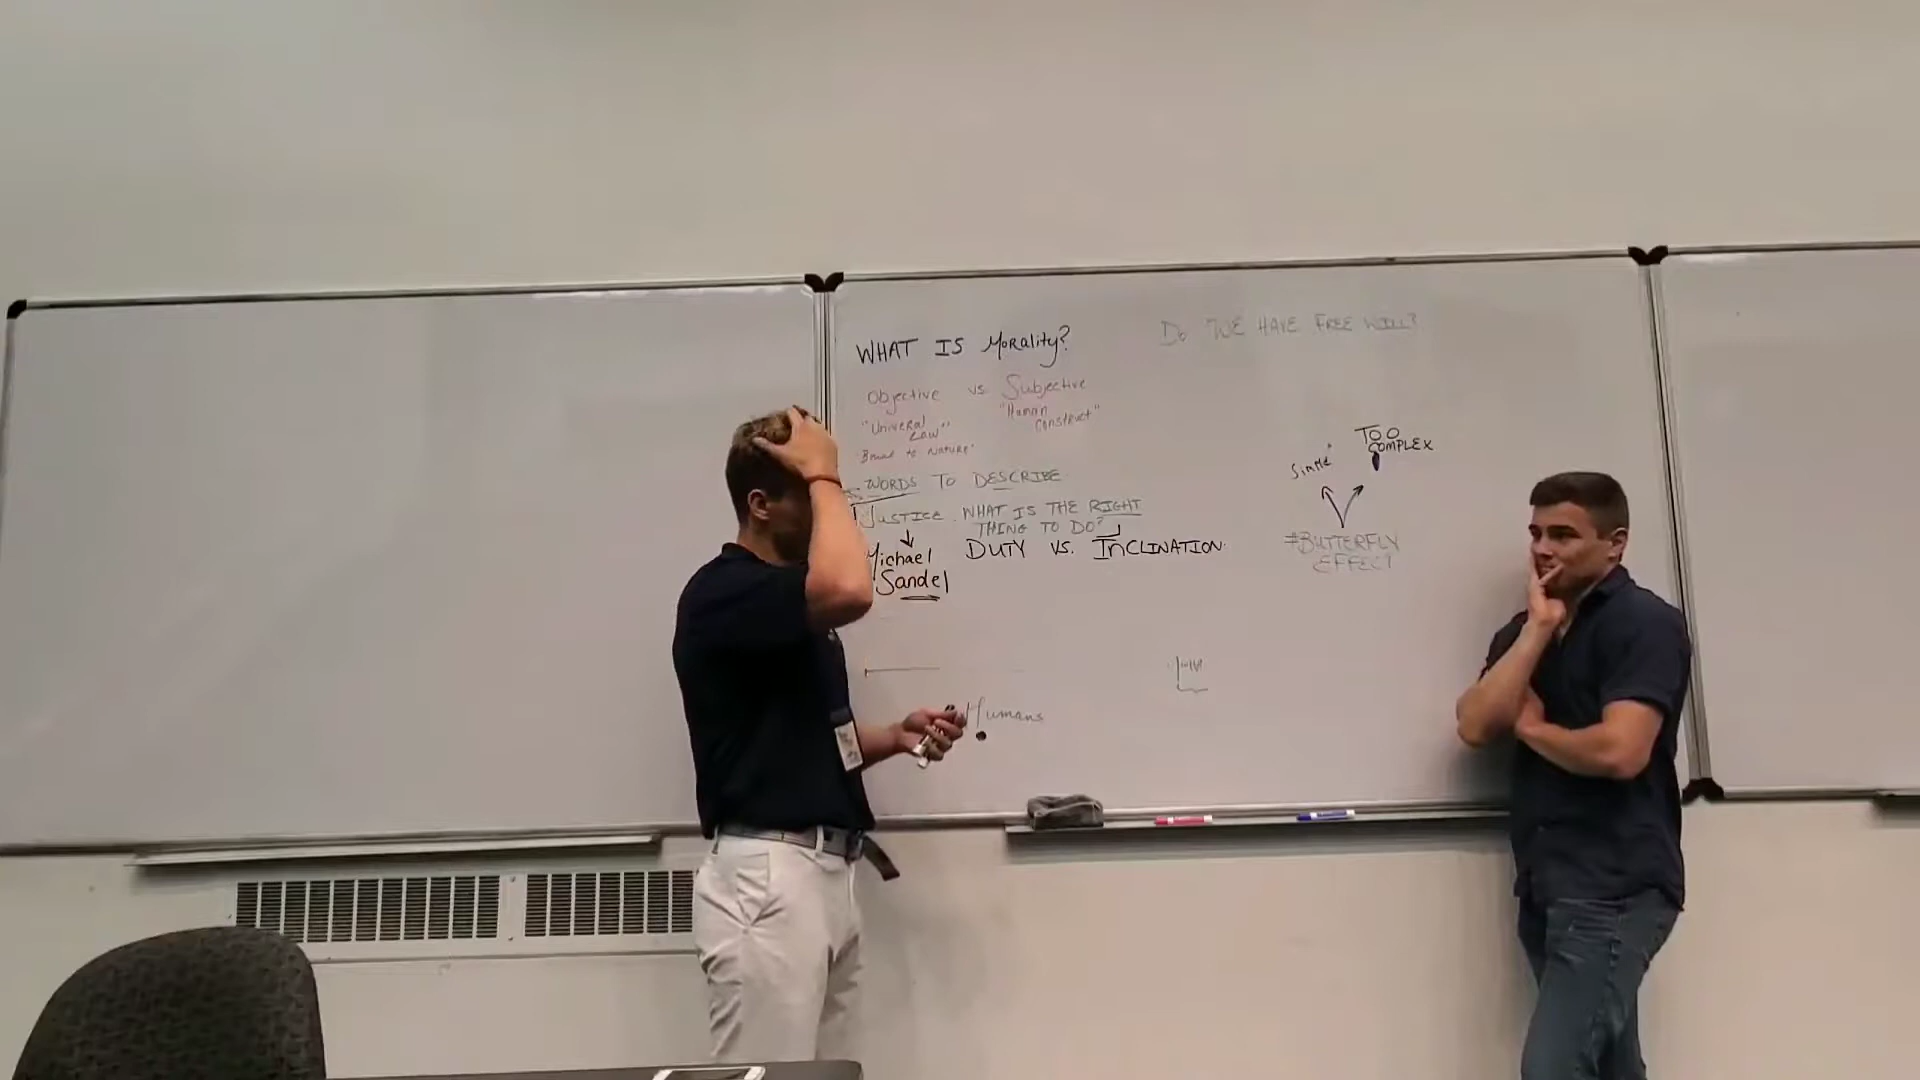 WHAT IS Morality?
Do WE HAVE FREE WILL?
Objective vs Subjective
"Univeral Law"
"Human Construct"
"Bound to Nature"
WORDS TO DESCRIBE
JUSTICE. WHAT IS THE RIGHT
THING TO DO?
Michael
Sandel
DUTY vs. INCLINATION
Simple
TOO
COMPLEX
#BUTTERFLY
EFFECT
Humans